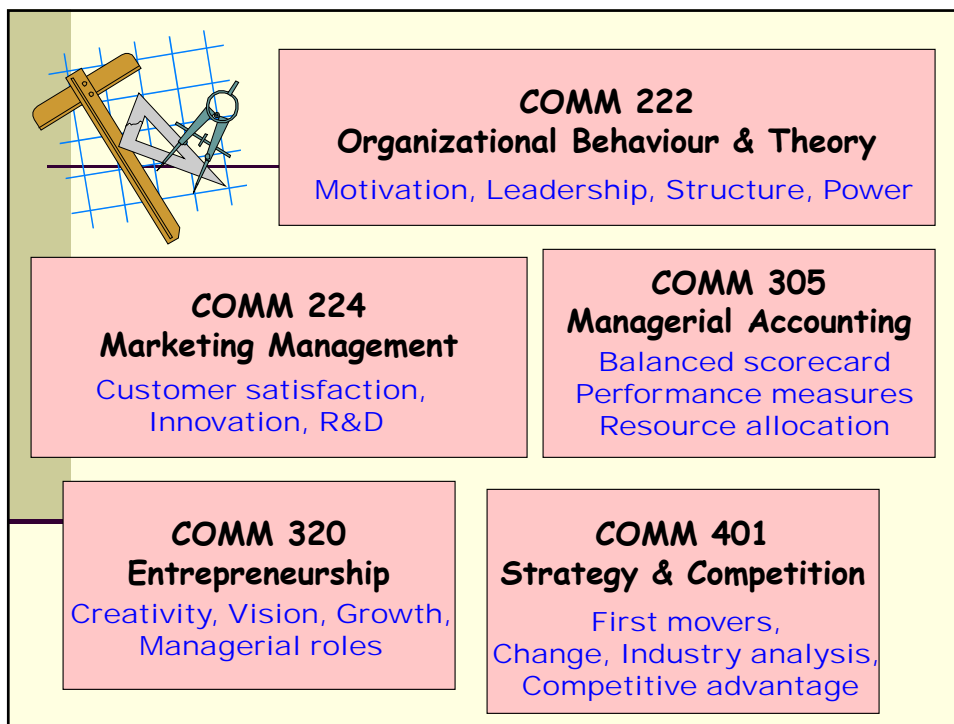 COMM 222
Organizational Behaviour & Theory
Motivation, Leadership, Structure, Power
COMM 224
Marketing Management
Customer satisfaction,
Innovation, R&D
COMM 305
Managerial Accounting
Balanced scorecard
Performance measures
Resource allocation
COMM 320
Entrepreneurship
Creativity, Vision, Growth,
Managerial roles
COMM 401
Strategy & Competition
First movers,
Change, Industry analysis,
Competitive advantage